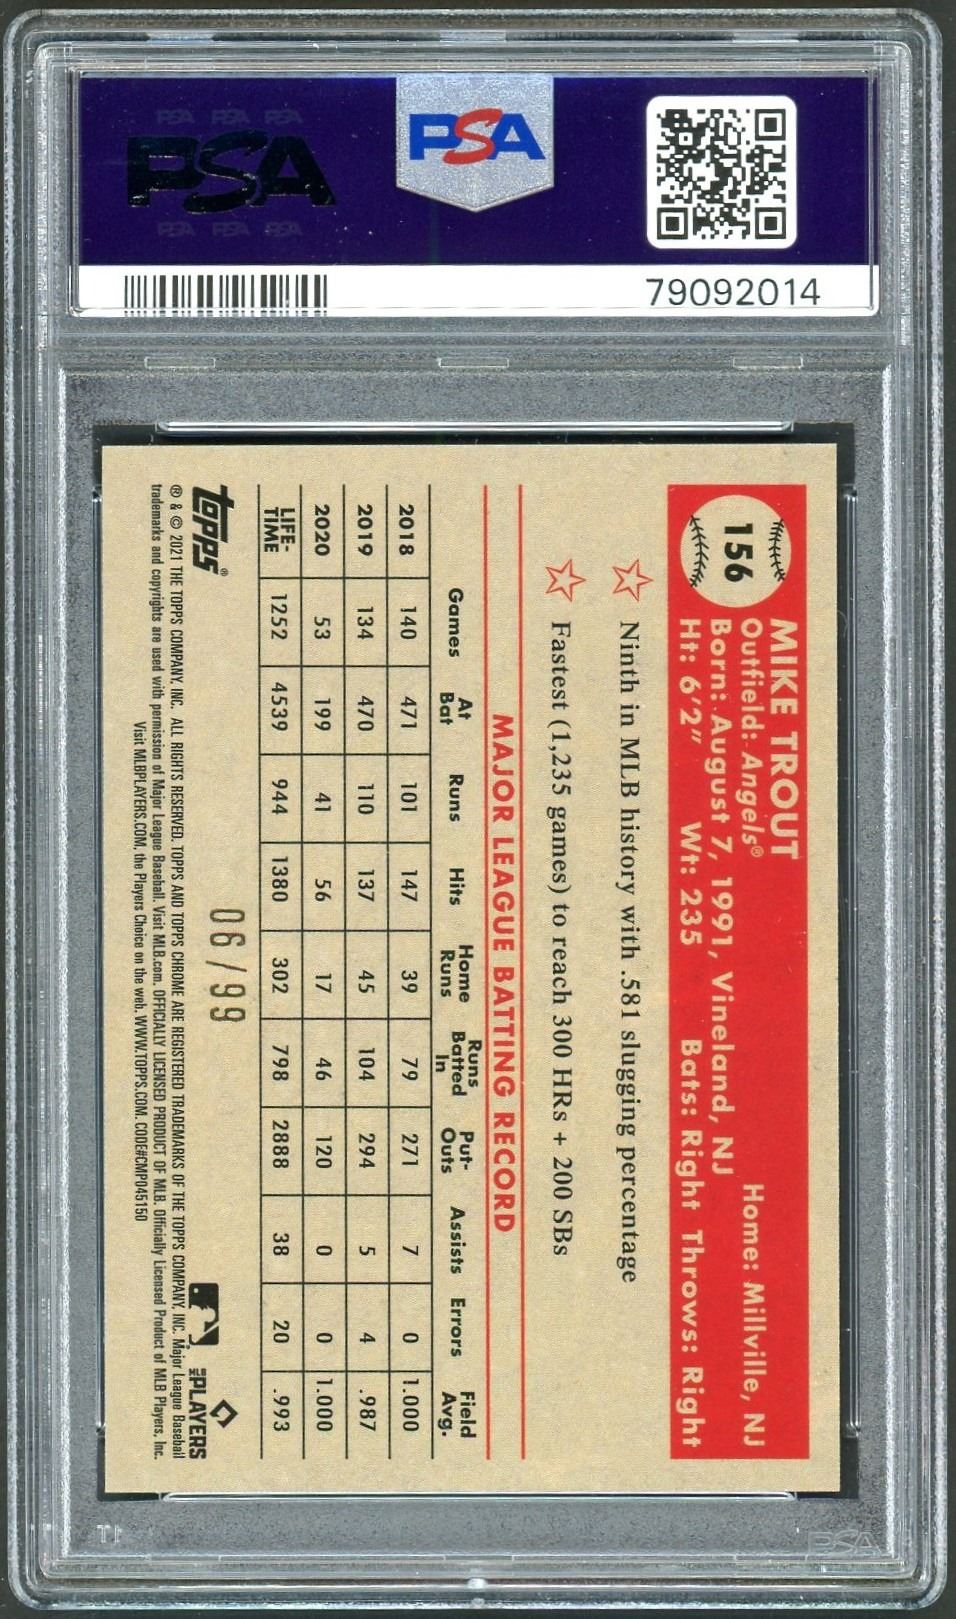 PSA PSA PSA
PSA
PSA PSA PSA
PSA
79092014
156
MIKE TROUT
Outfield: Angels® Home: Millville, NJ
Born: August 7, 1991, Vineland, NJ
Ht: 6'2" Wt: 235 Bats: Right Throws: Right
Ninth in MLB history with .581 slugging percentage
Fastest (1,235 games) to reach 300 HRs + 200 SBs
MAJOR LEAGUE BATTING RECORD
Games At Bat Runs Hits Home Runs Runs Batted In Put-Outs Assists Errors Field Avg.
2018 140 471 101 147 39 79 271 7 0 1.000
2019 134 470 110 137 45 104 294 5 4 .987
2020 53 199 41 56 17 46 120 0 0 1.000
LIFE-TIME 1252 4539 944 1380 302 798 2888 38 20 .993
06/99
topps®
MLB PLAYERS
® & © 2021 THE TOPPS COMPANY, INC. ALL RIGHTS RESERVED. TOPPS AND TOPPS CHROME ARE REGISTERED TRADEMARKS OF THE TOPPS COMPANY, INC. Major League Baseball
trademarks and copyrights are used with permission of Major League Baseball. Visit MLB.com. OFFICIALLY LICENSED PRODUCT OF MLB. Officially Licensed Product of MLB Players, Inc.
Visit MLBPLAYERS.COM, the Players Choice on the web. WWW.TOPPS.COM. CODE#CMP045150
PSA